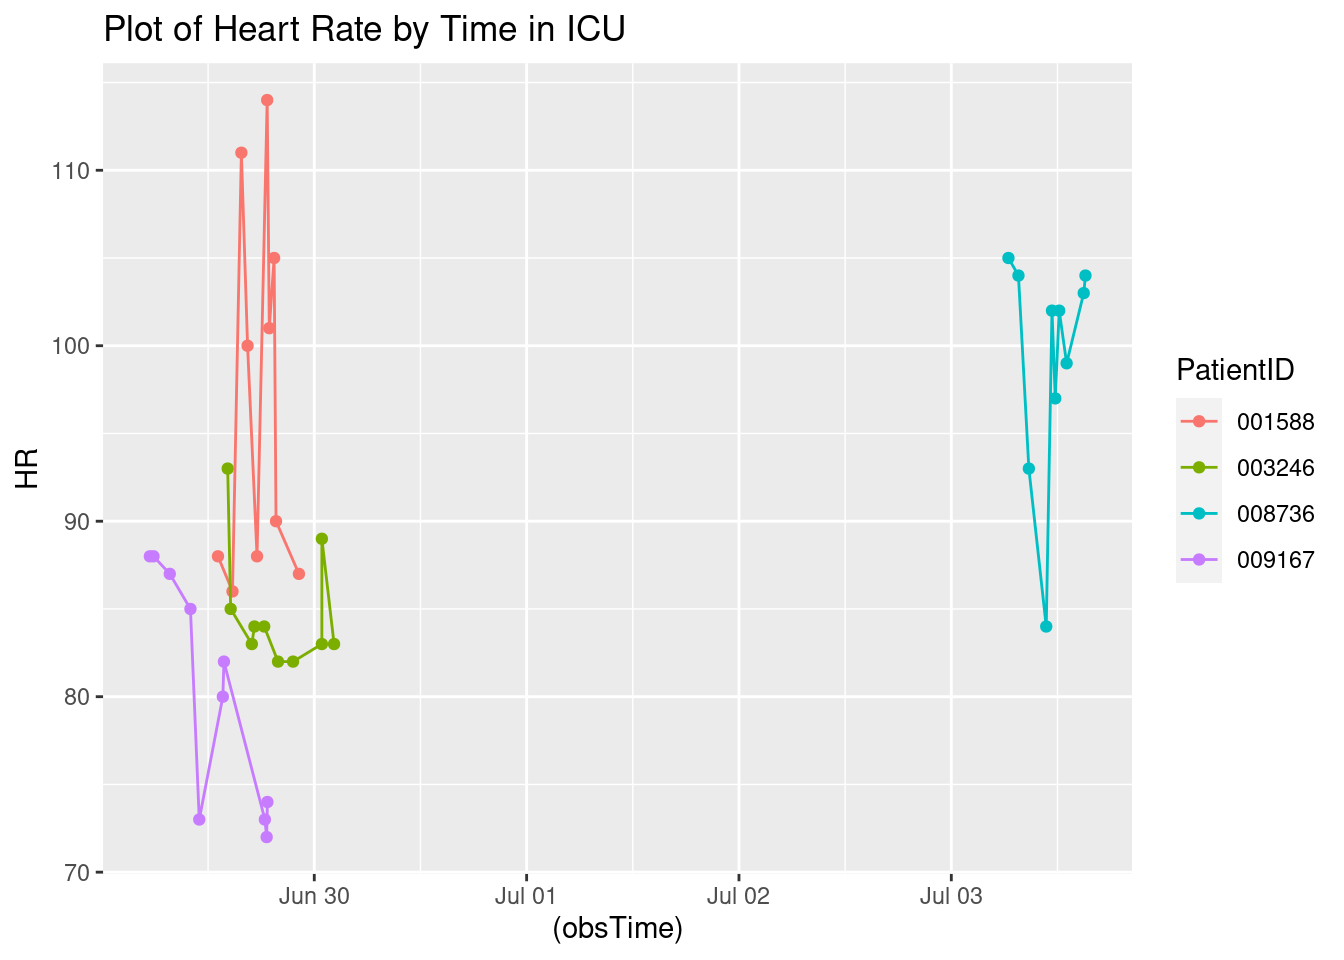 Plot of Heart Rate by Time in ICU
110
100
90
80
70
HR
Jun 30
Jul 01
Jul 02
Jul 03
(obsTime)
PatientID
001588
003246
008736
009167